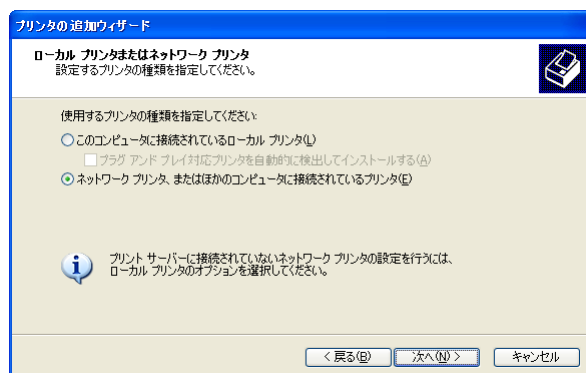 プリンタの追加ウィザード
ローカル プリンタまたはネットワーク プリンタ
設定するプリンタの種類を指定してください。
使用するプリンタの種類を指定してください:
このコンピュータに接続されているローカル プリンタ(L)
プラグ アンド プレイ対応プリンタを自動的に検出してインストールする(A)
ネットワーク プリンタ、またはほかのコンピュータに接続されているプリンタ(E)
プリント サーバーに接続されていないネットワーク プリンタの設定を行うには、
ローカル プリンタのオプションを選択してください。
< 戻る(B) 次へ(N) > キャンセル